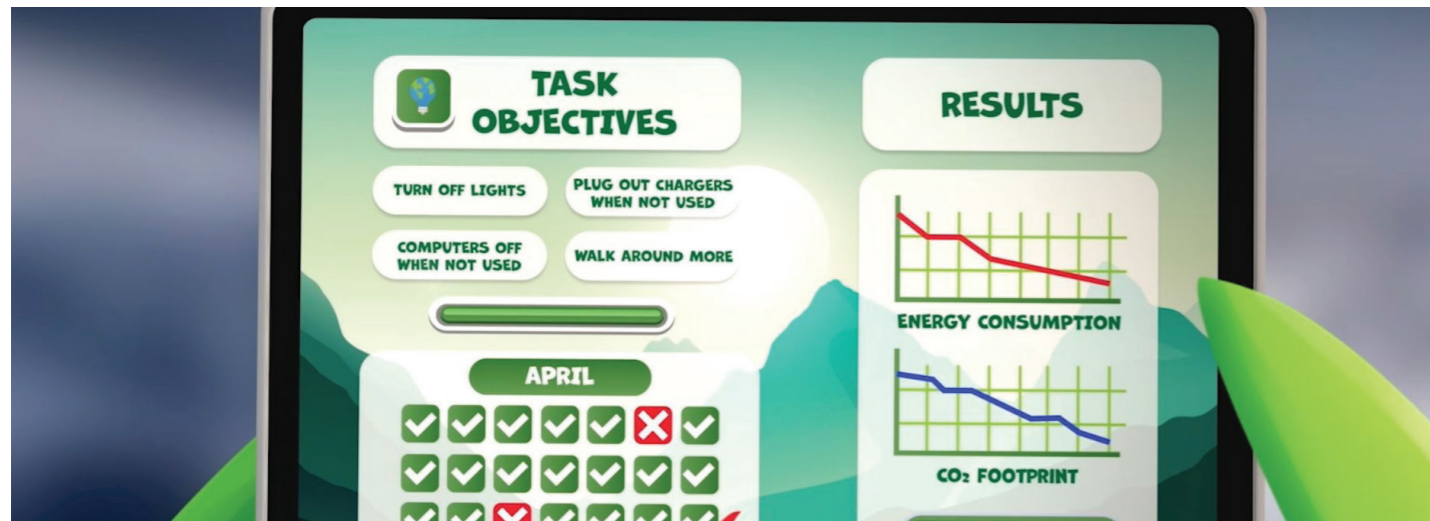 TASK
OBJECTIVES
TURN OFF LIGHTS
PLUG OUT CHARGERS
WHEN NOT USED
COMPUTERS OFF
WHEN NOT USED
WALK AROUND MORE
APRIL
RESULTS
ENERGY CONSUMPTION
CO₂ FOOTPRINT